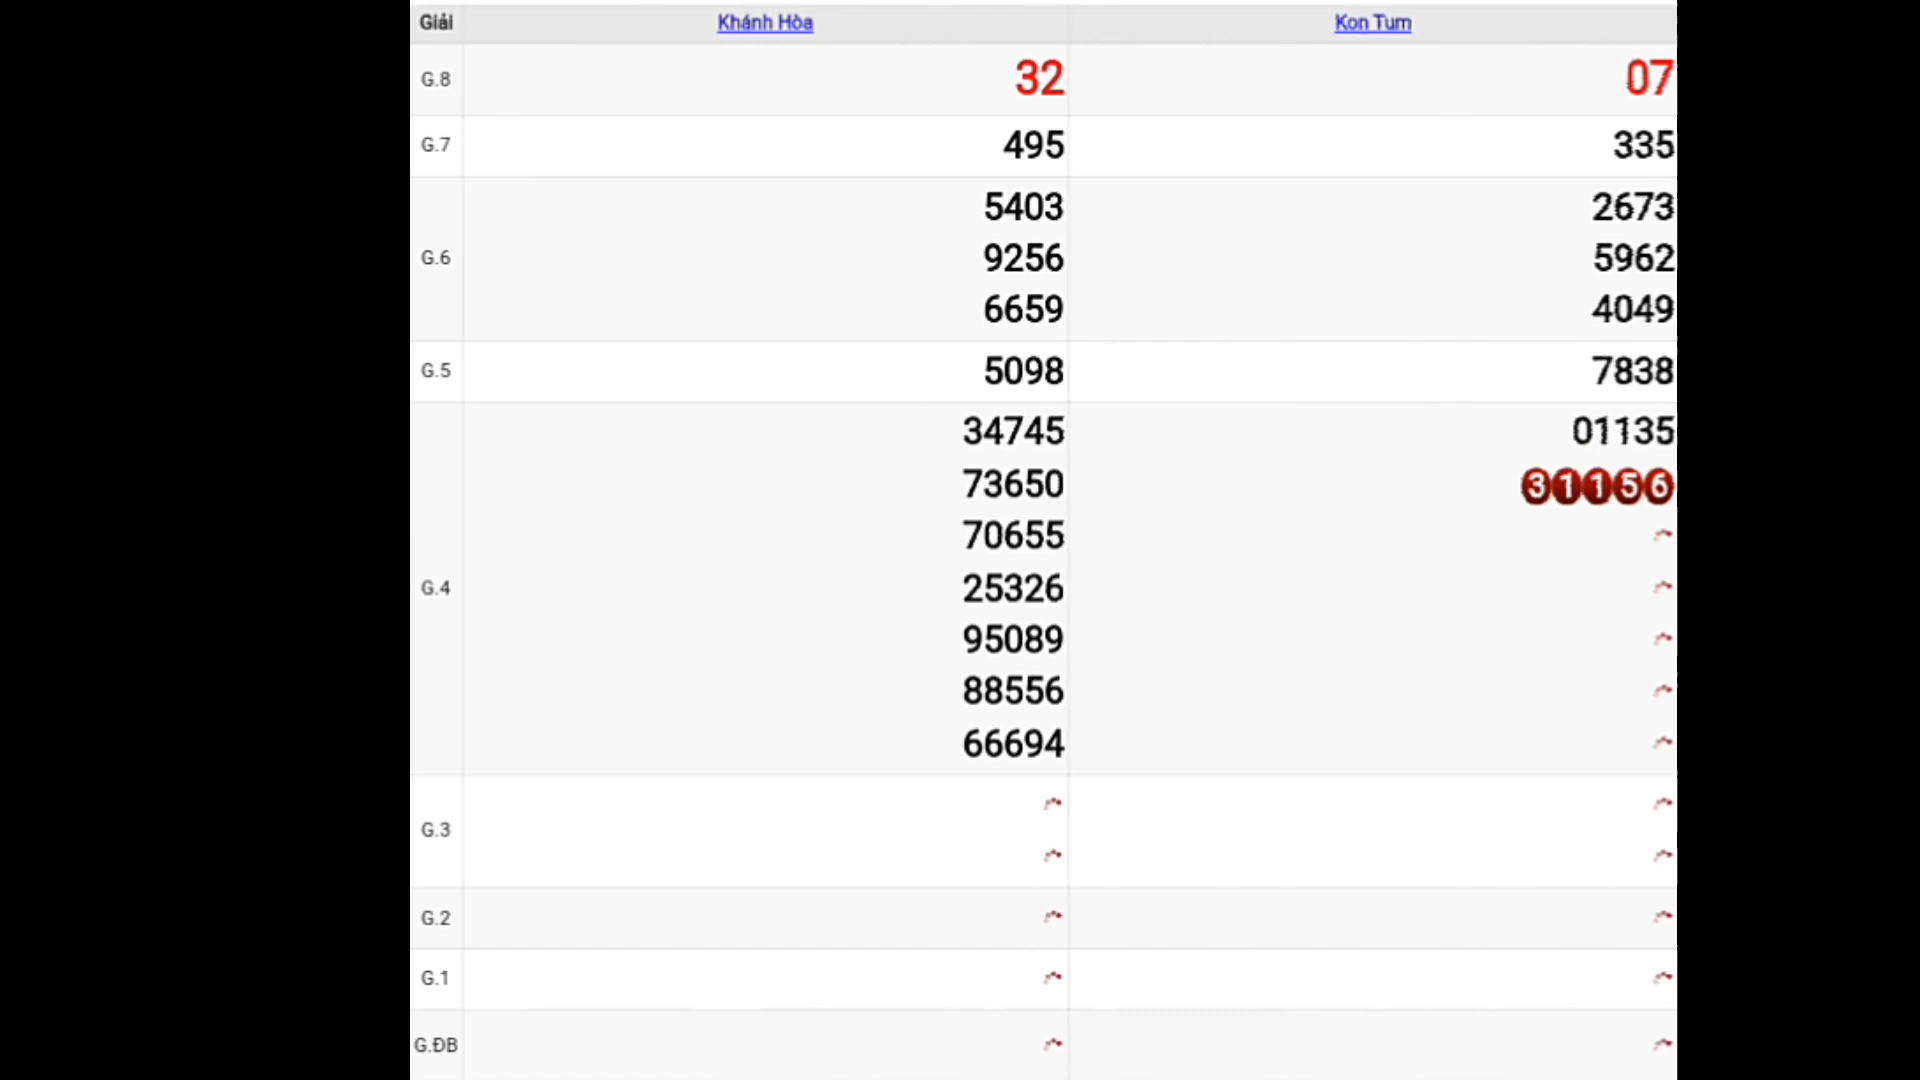 Giải Khánh Hòa Kon Tum
G.8 32 07
G.7 495 335
5403 2673
G.6 9256 5962
6659 4049
G.5 5098 7838
34745 01135
73650 31156
70655
G.4 25326
95089
88556
66694
G.3
G.2
G.1
G.ĐB